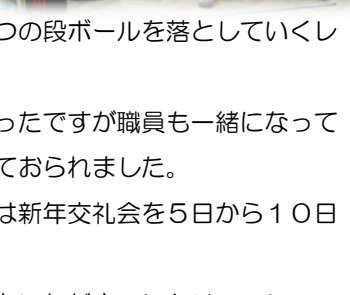 つの段ボールを落としていくレ
ったですが職員も一緒になって
ておられました。
は新年交礼会を５日から１０日